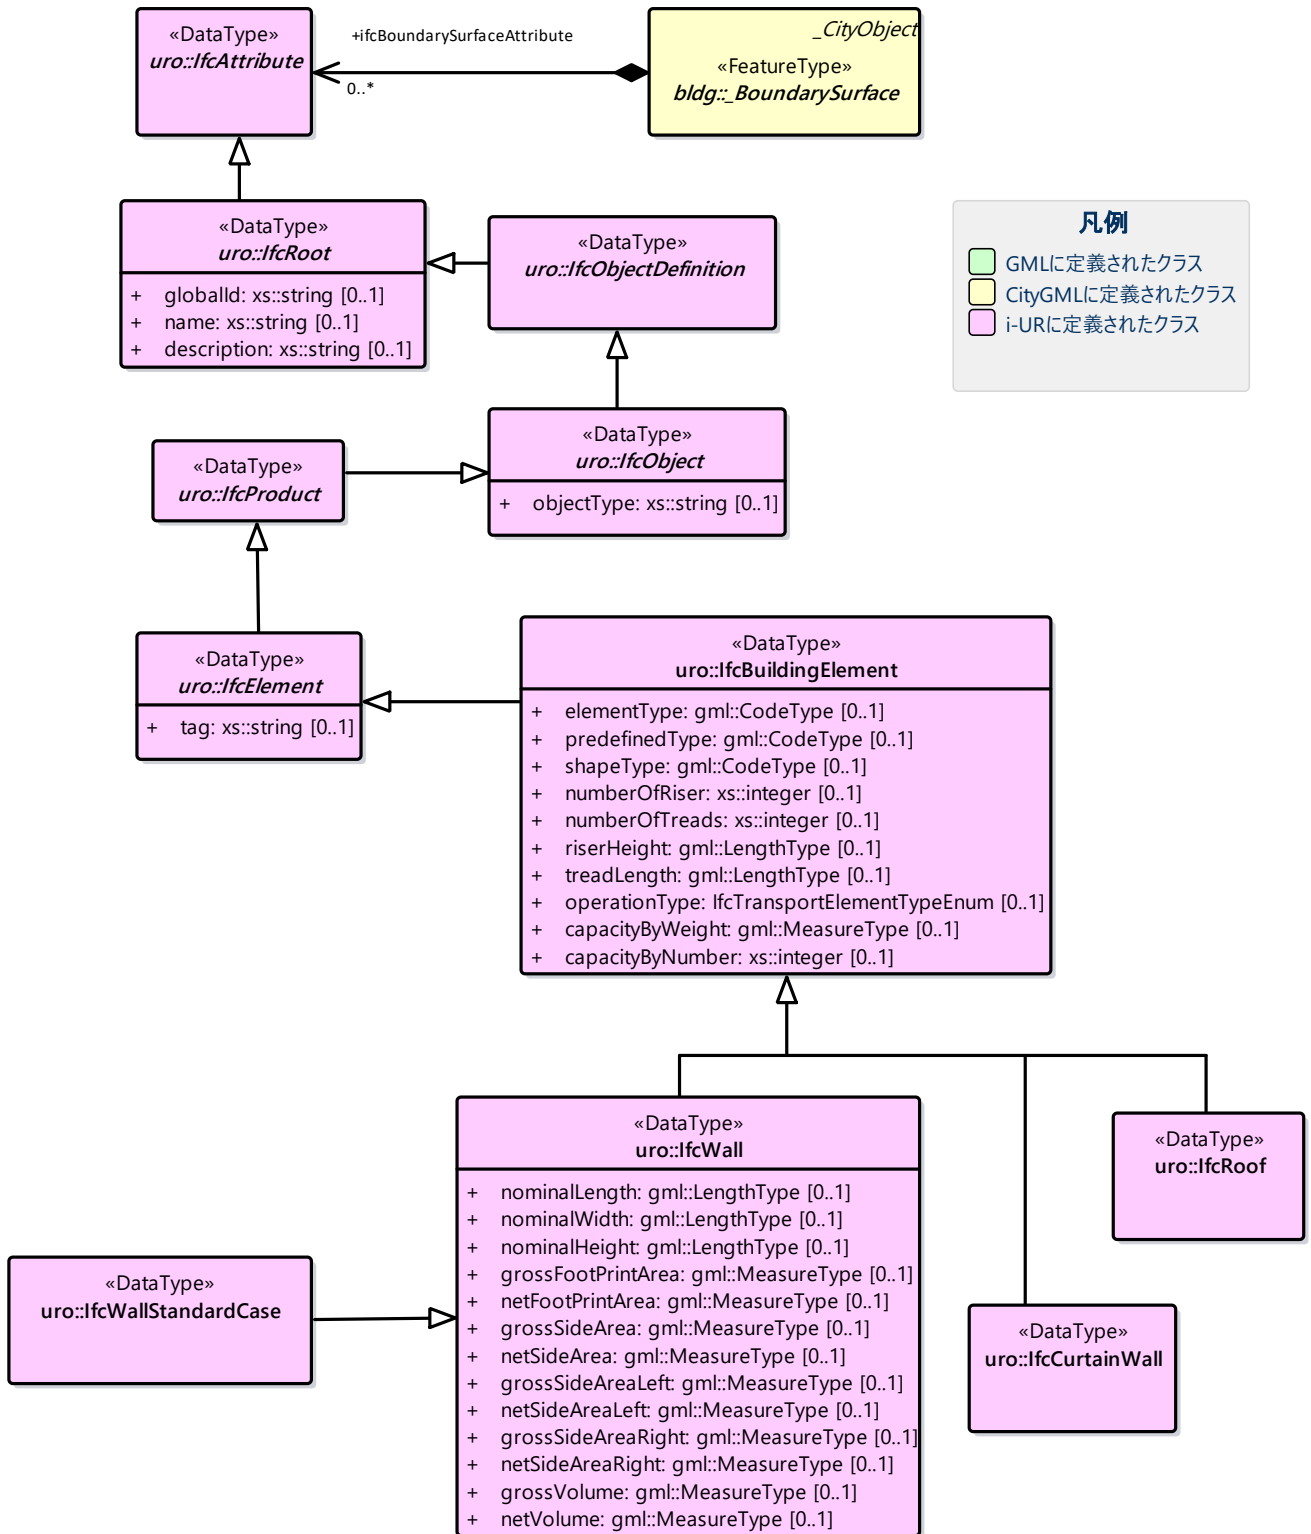 «DataType»
uro::IfcAttribute
+ifcBoundarySurfaceAttribute
0..*
_CityObject
«FeatureType»
bldg::_BoundarySurface
«DataType»
uro::IfcRoot
+ globalId: xs::string [0..1]
+ name: xs::string [0..1]
+ description: xs::string [0..1]
«DataType»
uro::IfcObjectDefinition
凡例
GMLに定義されたクラス
CityGMLに定義されたクラス
i-URに定義されたクラス
«DataType»
uro::IfcProduct
«DataType»
uro::IfcObject
+ objectType: xs::string [0..1]
«DataType»
uro::IfcElement
+ tag: xs::string [0..1]
«DataType»
uro::IfcBuildingElement
+ elementType: gml::CodeType [0..1]
+ predefinedType: gml::CodeType [0..1]
+ shapeType: gml::CodeType [0..1]
+ numberOfRiser: xs::integer [0..1]
+ numberOfTreads: xs::integer [0..1]
+ riserHeight: gml::LengthType [0..1]
+ treadLength: gml::LengthType [0..1]
+ operationType: IfcTransportElementTypeEnum [0..1]
+ capacityByWeight: gml::MeasureType [0..1]
+ capacityByNumber: xs::integer [0..1]
«DataType»
uro::IfcWall
+ nominalLength: gml::LengthType [0..1]
+ nominalWidth: gml::LengthType [0..1]
+ nominalHeight: gml::LengthType [0..1]
+ grossFootPrintArea: gml::MeasureType [0..1]
+ netFootPrintArea: gml::MeasureType [0..1]
+ grossSideArea: gml::MeasureType [0..1]
+ netSideArea: gml::MeasureType [0..1]
+ grossSideAreaLeft: gml::MeasureType [0..1]
+ netSideAreaLeft: gml::MeasureType [0..1]
+ grossSideAreaRight: gml::MeasureType [0..1]
+ netSideAreaRight: gml::MeasureType [0..1]
+ grossVolume: gml::MeasureType [0..1]
+ netVolume: gml::MeasureType [0..1]
«DataType»
uro::IfcRoof
«DataType»
uro::IfcWallStandardCase
«DataType»
uro::IfcCurtainWall